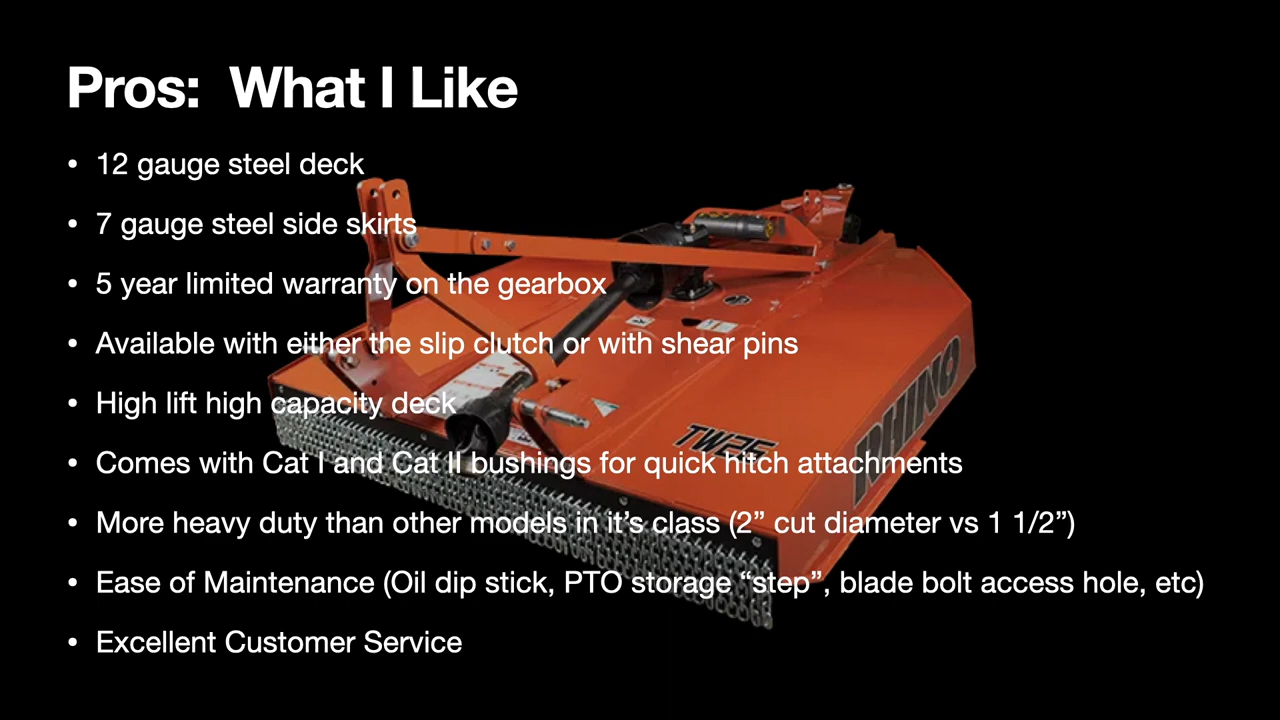 Pros:  What I Like
• 12 gauge steel deck
• 7 gauge steel side skirts
• 5 year limited warranty on the gearbox
• Available with either the slip clutch or with shear pins
• High lift high capacity deck
• Comes with Cat I and Cat II bushings for quick hitch attachments
• More heavy duty than other models in it’s class (2” cut diameter vs 1 1/2”)
• Ease of Maintenance (Oil dip stick, PTO storage “step”, blade bolt access hole, etc)
• Excellent Customer Service
TW25
RHINO